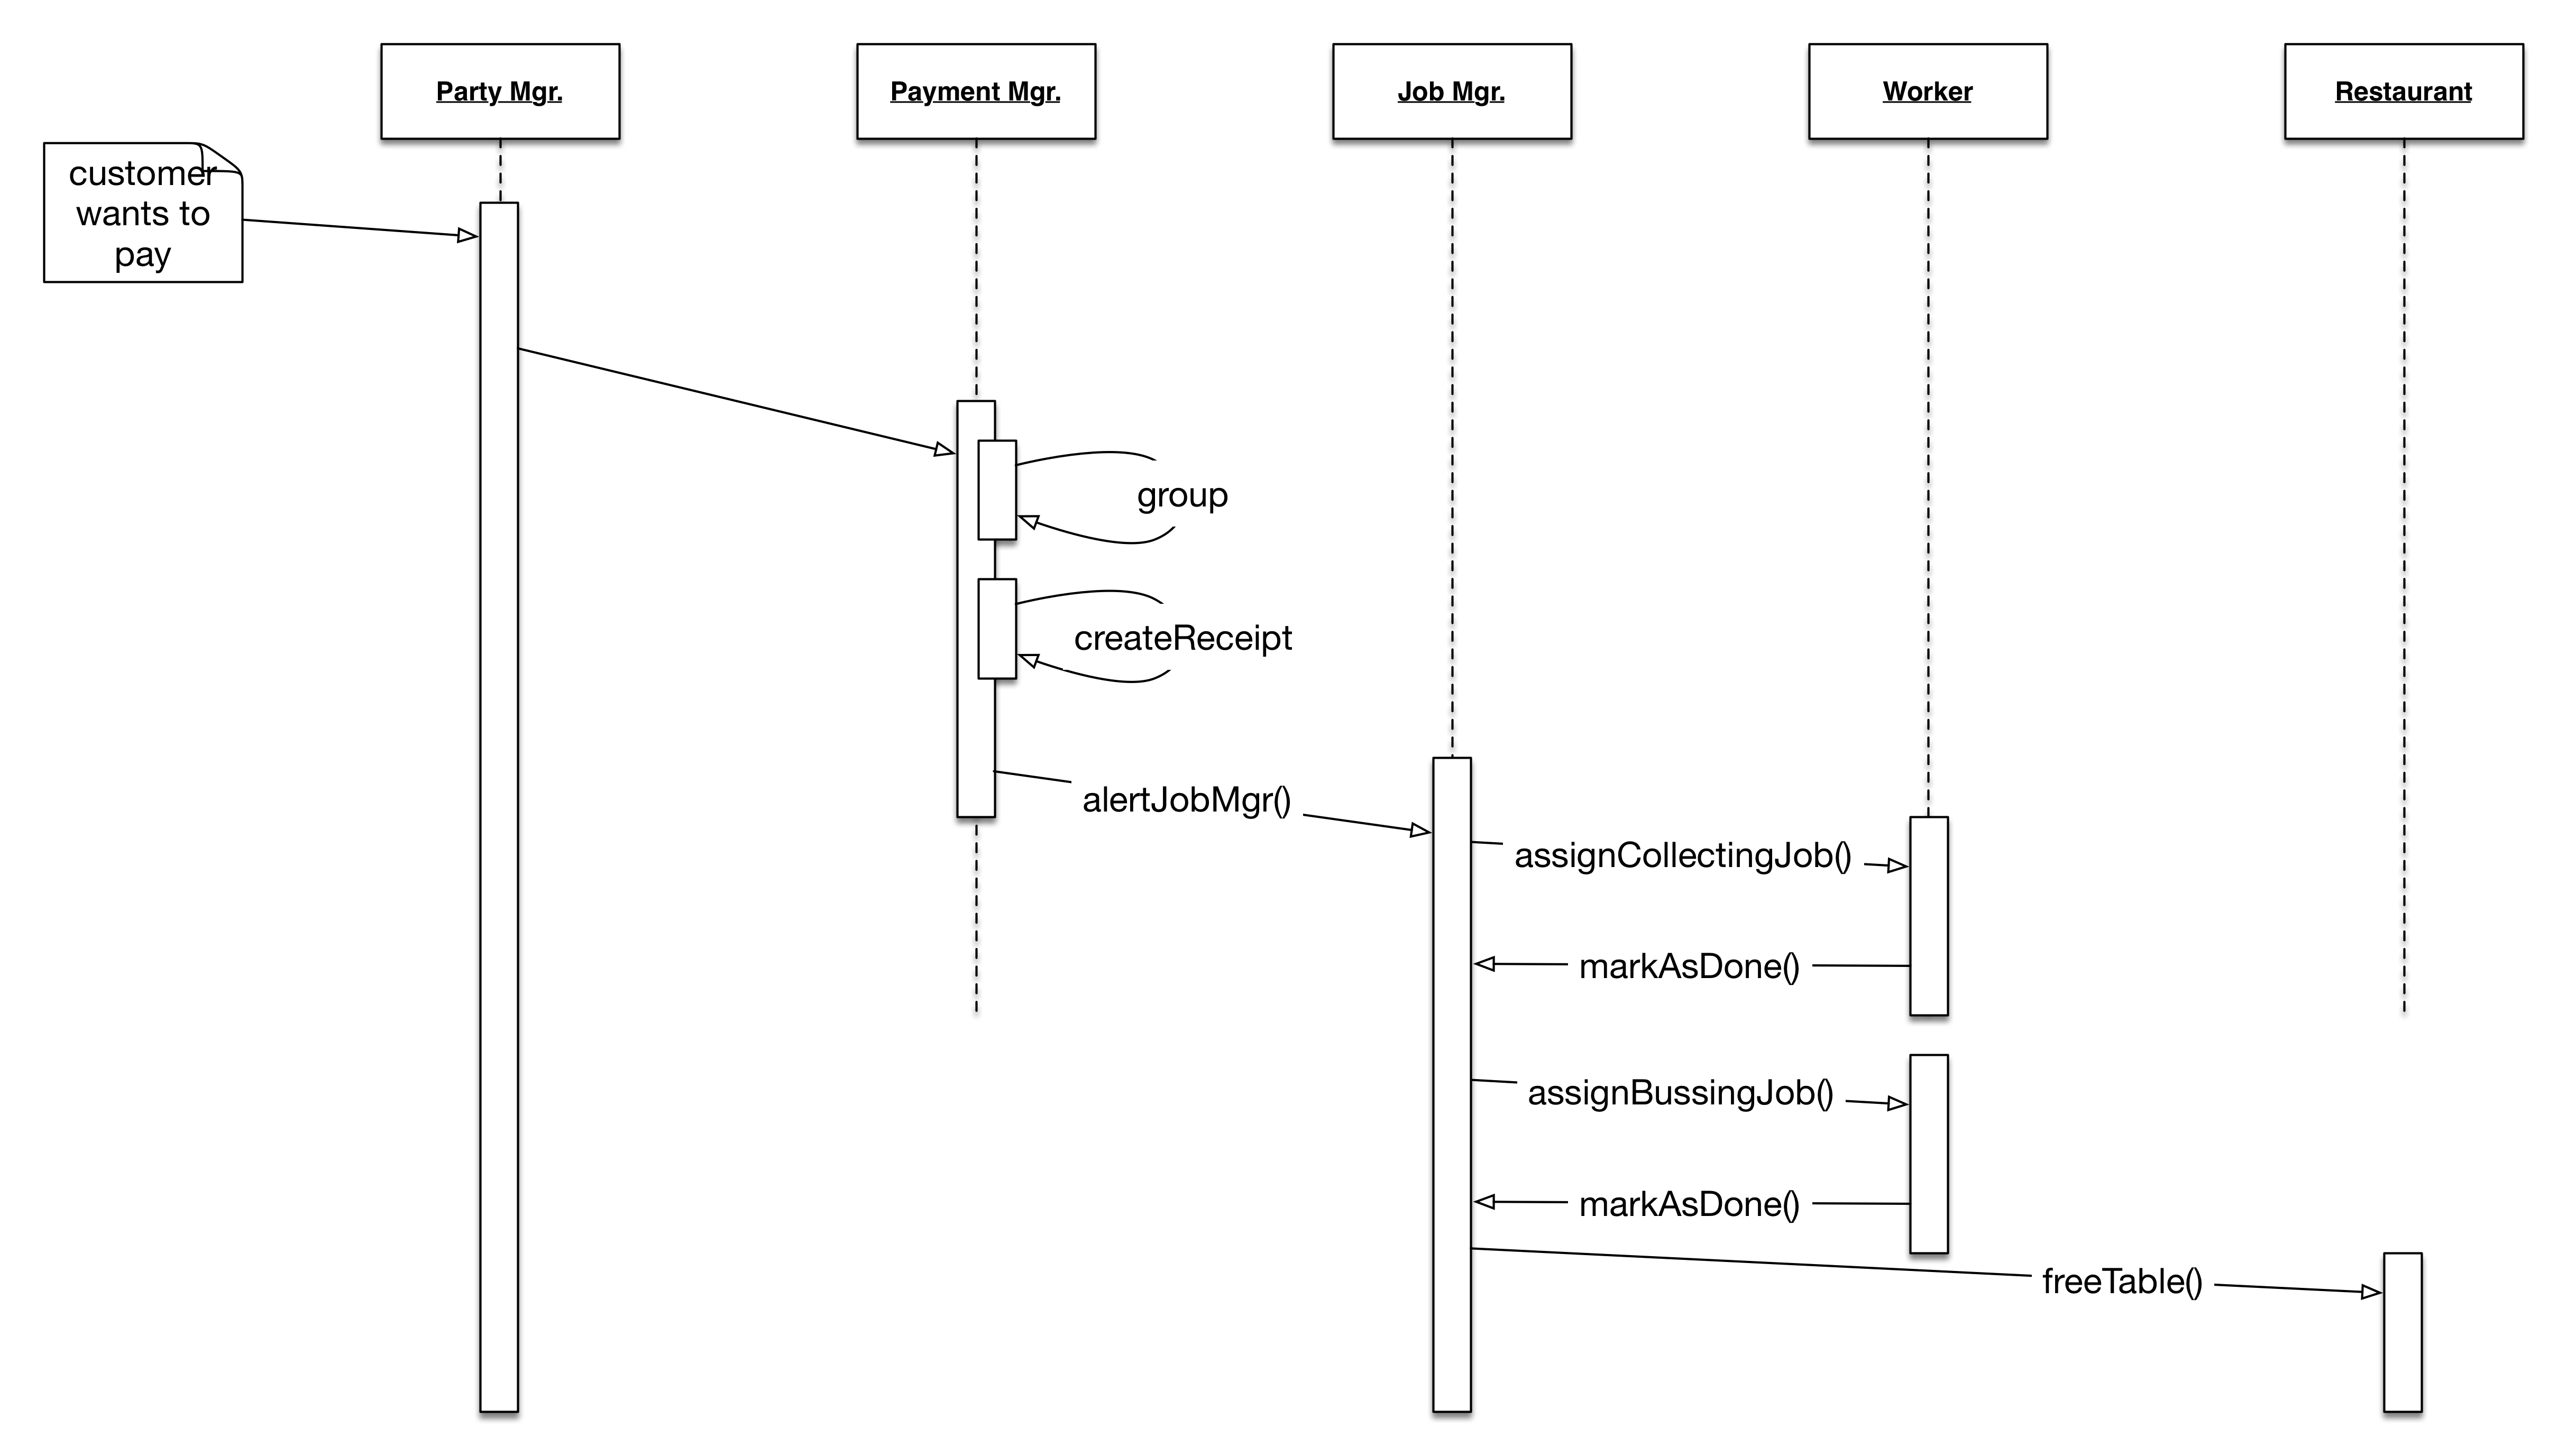 Party Mgr.
Payment Mgr.
Job Mgr.
Worker
Restaurant
customer
wants to
pay
group
createReceipt
alertJobMgr()
assignCollectingJob()
markAsDone()
assignBussingJob()
markAsDone()
freeTable()